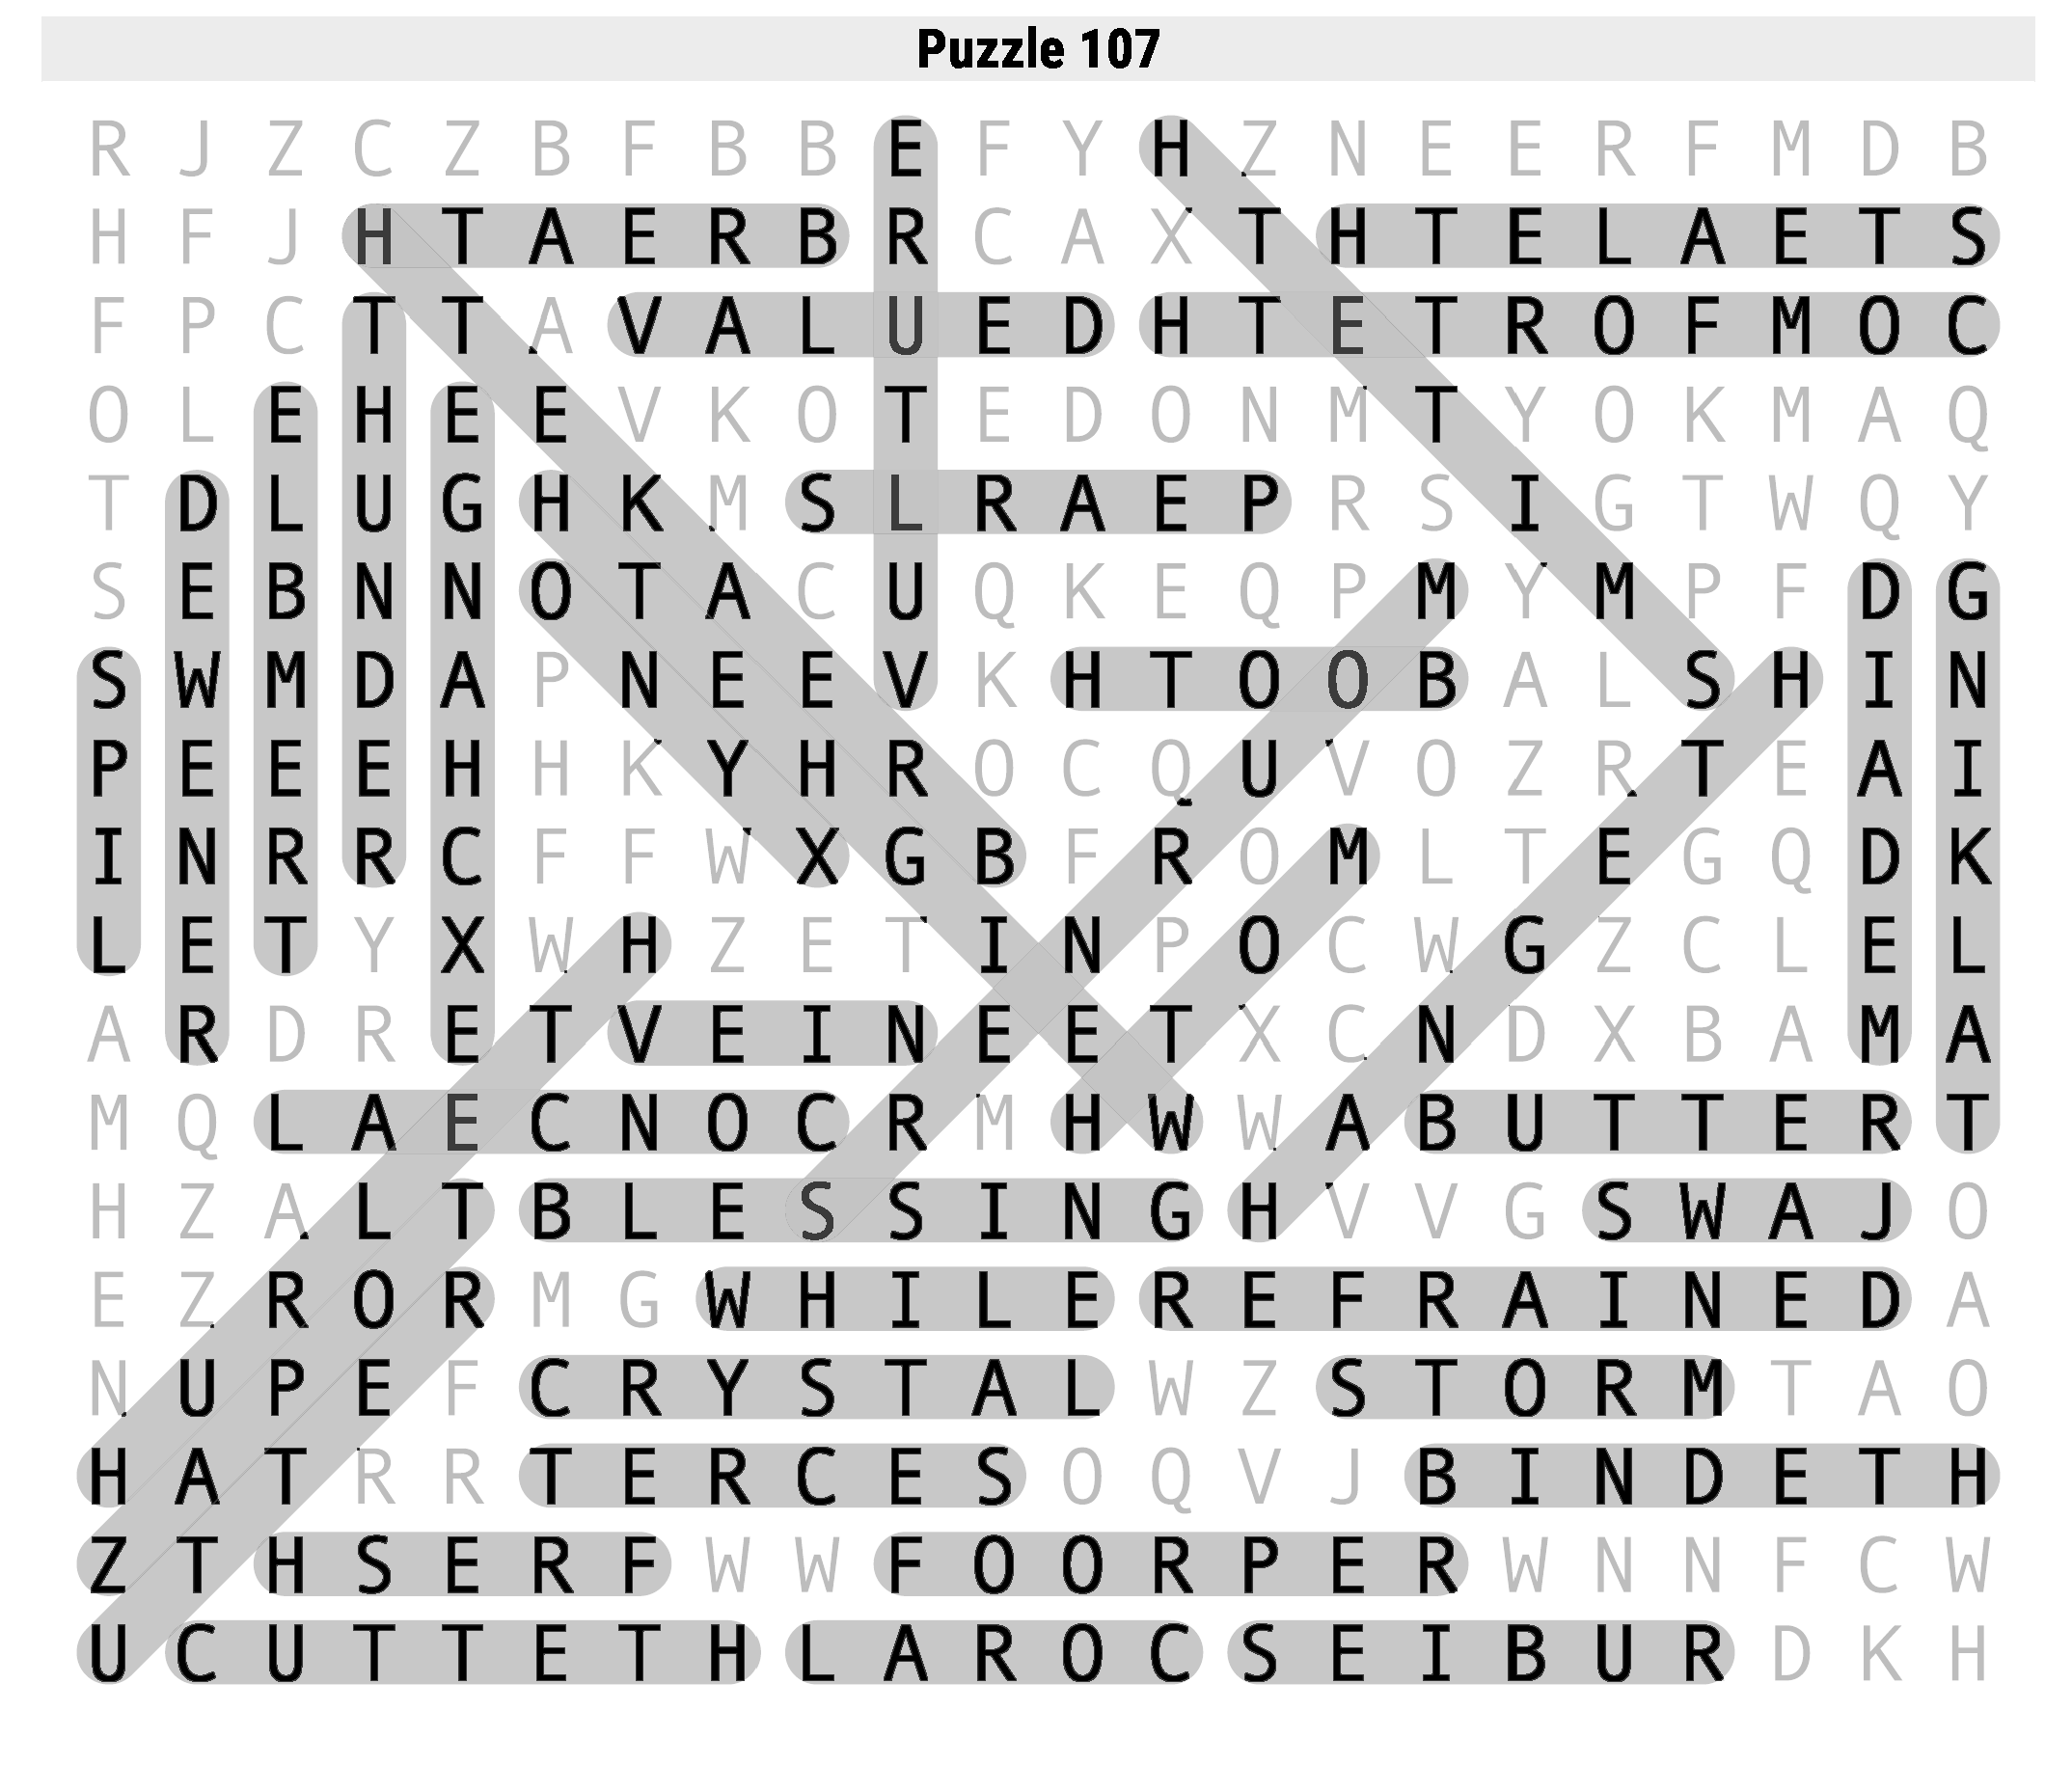 Puzzle 107
R J Z C Z B F B B E F Y H Z N E E R F M D B
H F J H T A E R B R C A X T H T E L A E T S
F P C T T A V A L U E D H T E T R O F M O C
O L E H E E V K O T E D O N M T Y O K M A Q
T D L U G H K M S L R A E P R S I G T W Q Y
S E B N N O T A C U Q K E Q P M Y M P F D G
S W M D A P N E E V K H T O O B A L S H I N
P E E E H H K Y H R O C Q U V O Z R T E A I
I N R R C F F W X G B F R O M L T E G Q D K
L E T Y X W H Z E T I N P O C W G Z C L E L
A R D R E T V E I N E E T X C N D X B A M A
M Q L A E C N O C R M H W W A B U T T E R T
H Z A L T B L E S S I N G H V V G S W A J O
E Z R O R M G W H I L E R E F R A I N E D A
N U P E F C R Y S T A L W Z S T O R M T A O
H A T R R T E R C E S O Q V J B I N D E T H
Z T H S E R F W W F O O R P E R W N N F C W
U C U T T E T H L A R O C S E I B U R D K H